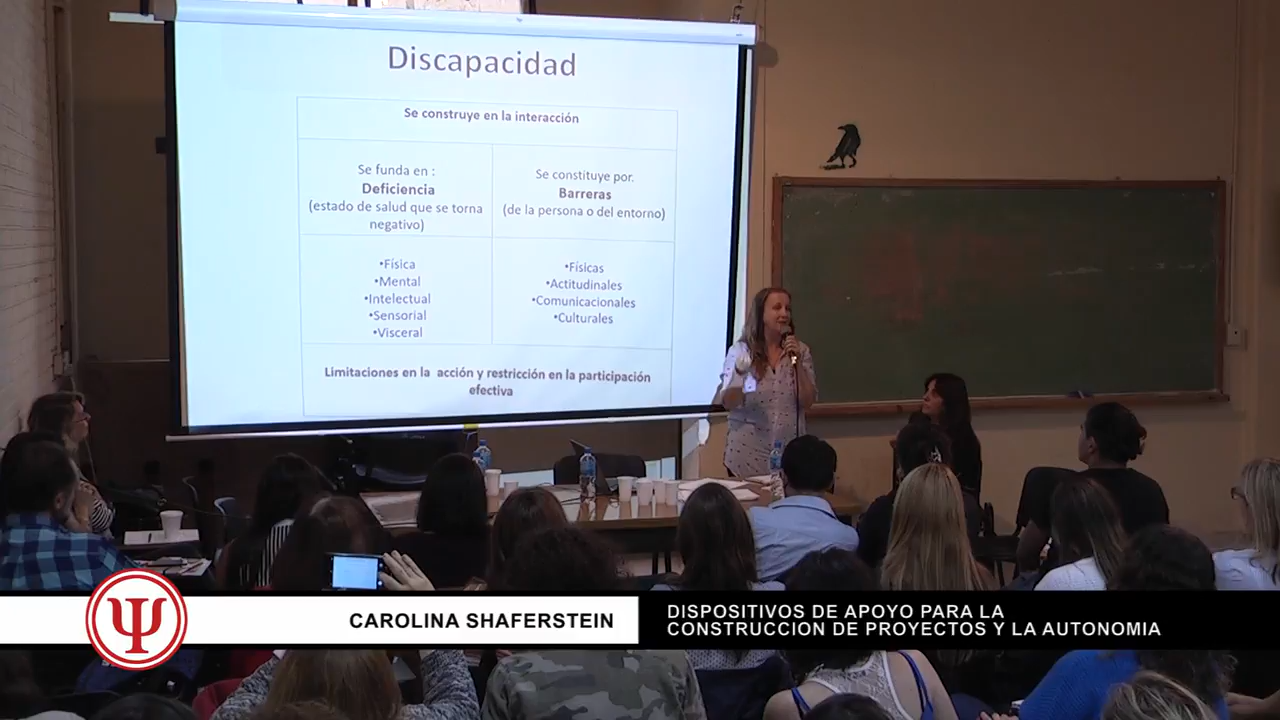 Discapacidad
Se construye en la interacción
Se funda en :
Deficiencia
(estado de salud que se torna
negativo)
Se constituye por.
Barreras
(de la persona o del entorno)
•Física
•Mental
•Intelectual
•Sensorial
•Visceral
•Físicas
•Actitudinales
•Comunicacionales
•Culturales
Limitaciones en la acción y restricción en la participación
efectiva
Ψ
CAROLINA SHAFERSTEIN
DISPOSITIVOS DE APOYO PARA LA
CONSTRUCCION DE PROYECTOS Y LA AUTONOMIA